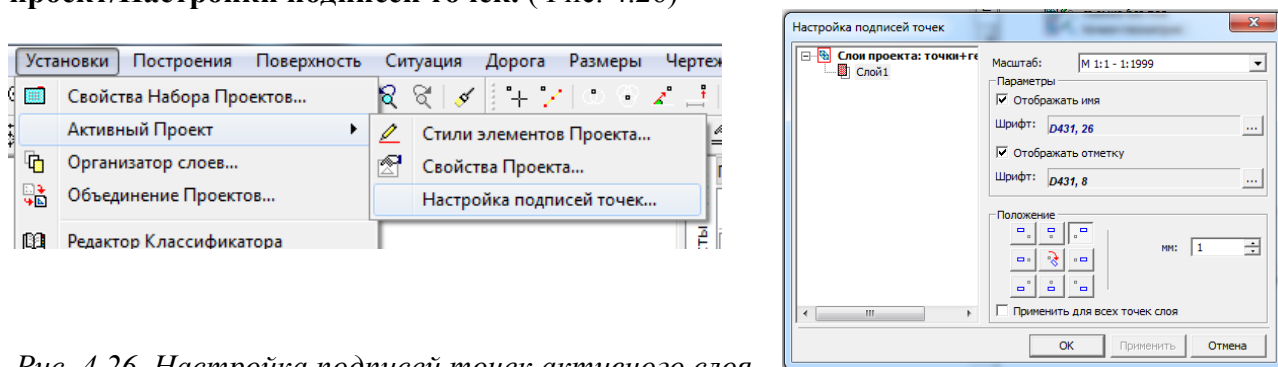 проект/Настройки подписей точек. (Рис. 4.26)
Установки Построения Поверхность Ситуация Дорога Размеры Чертеж
Свойства Набора Проектов...
Активный Проект
Организатор слоев...
Объединение Проектов...
Редактор Классификатора
Стили элементов Проекта...
Свойства Проекта...
Настройка подписей точек...
Настройка подписей точек
Слои проекта: точки+ге
Слой1
Масштаб: М 1:1 - 1:1999
Параметры
Отображать имя
Шрифт: D431, 26 ...
Отображать отметку
Шрифт: D431, 8 ...
Положение
мм: 1
Применить для всех точек слоя
OK Применить Отмена
Рис. 4.26. Настройка подписей точек активного слоя